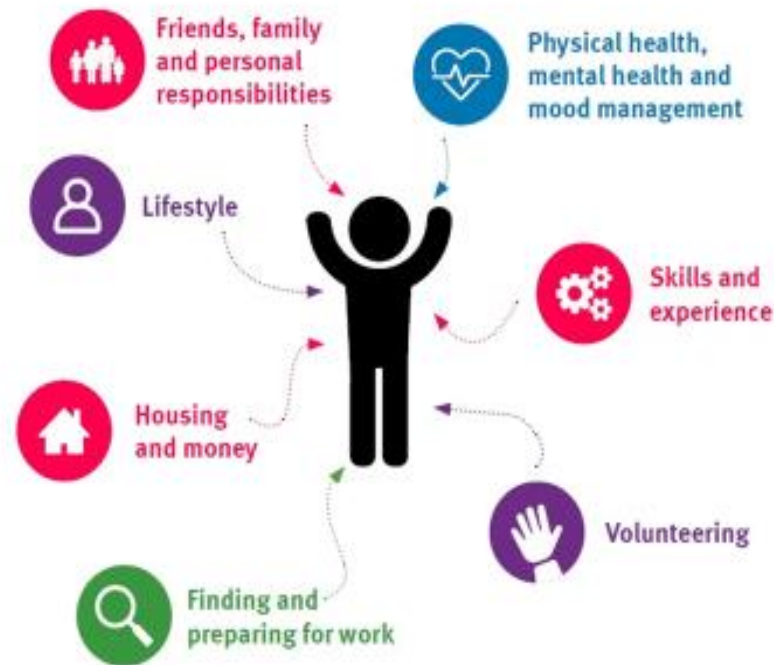 Friends, family
and personal
responsibilities
Physical health,
mental health and
mood management
Lifestyle
Skills and
experience
Housing
and money
Volunteering
Finding and
preparing for work